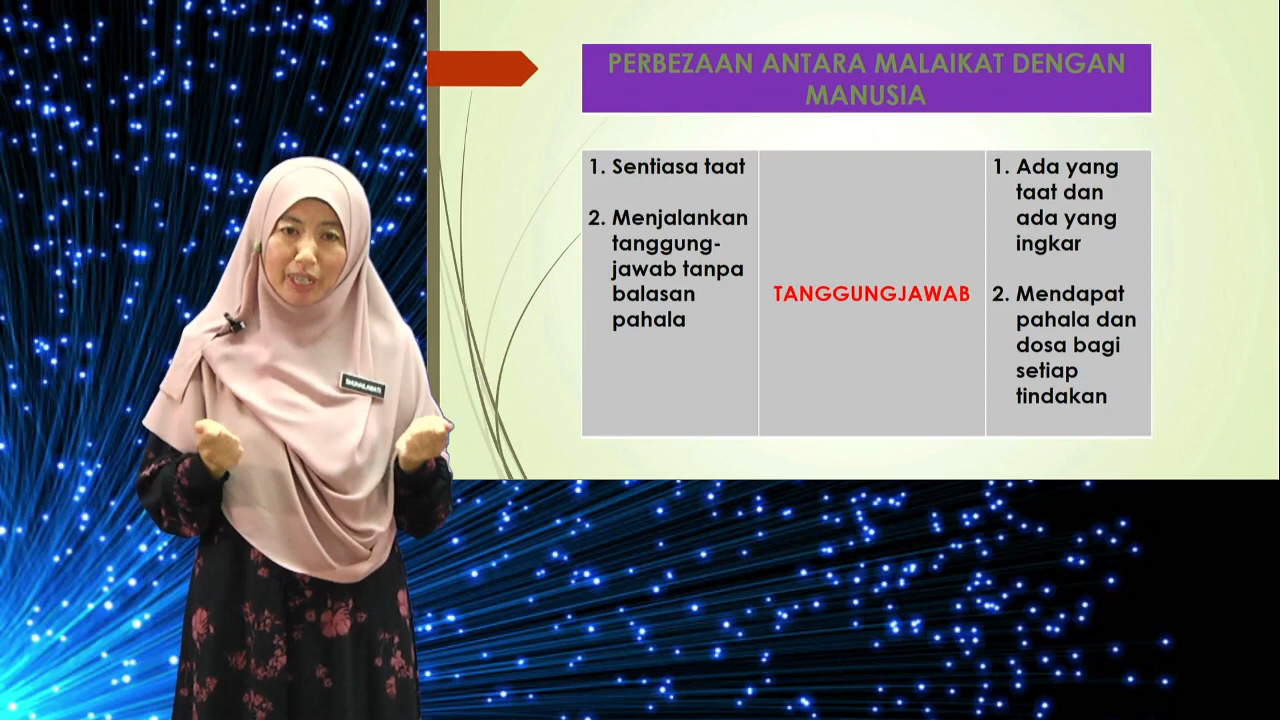 PERBEZAAN ANTARA MALAIKAT DENGAN
MANUSIA
1. Sentiasa taat
2. Menjalankan
tanggung-
jawab tanpa
balasan
pahala
TANGGUNGJAWAB
1. Ada yang
taat dan
ada yang
ingkar
2. Mendapat
pahala dan
dosa bagi
setiap
tindakan